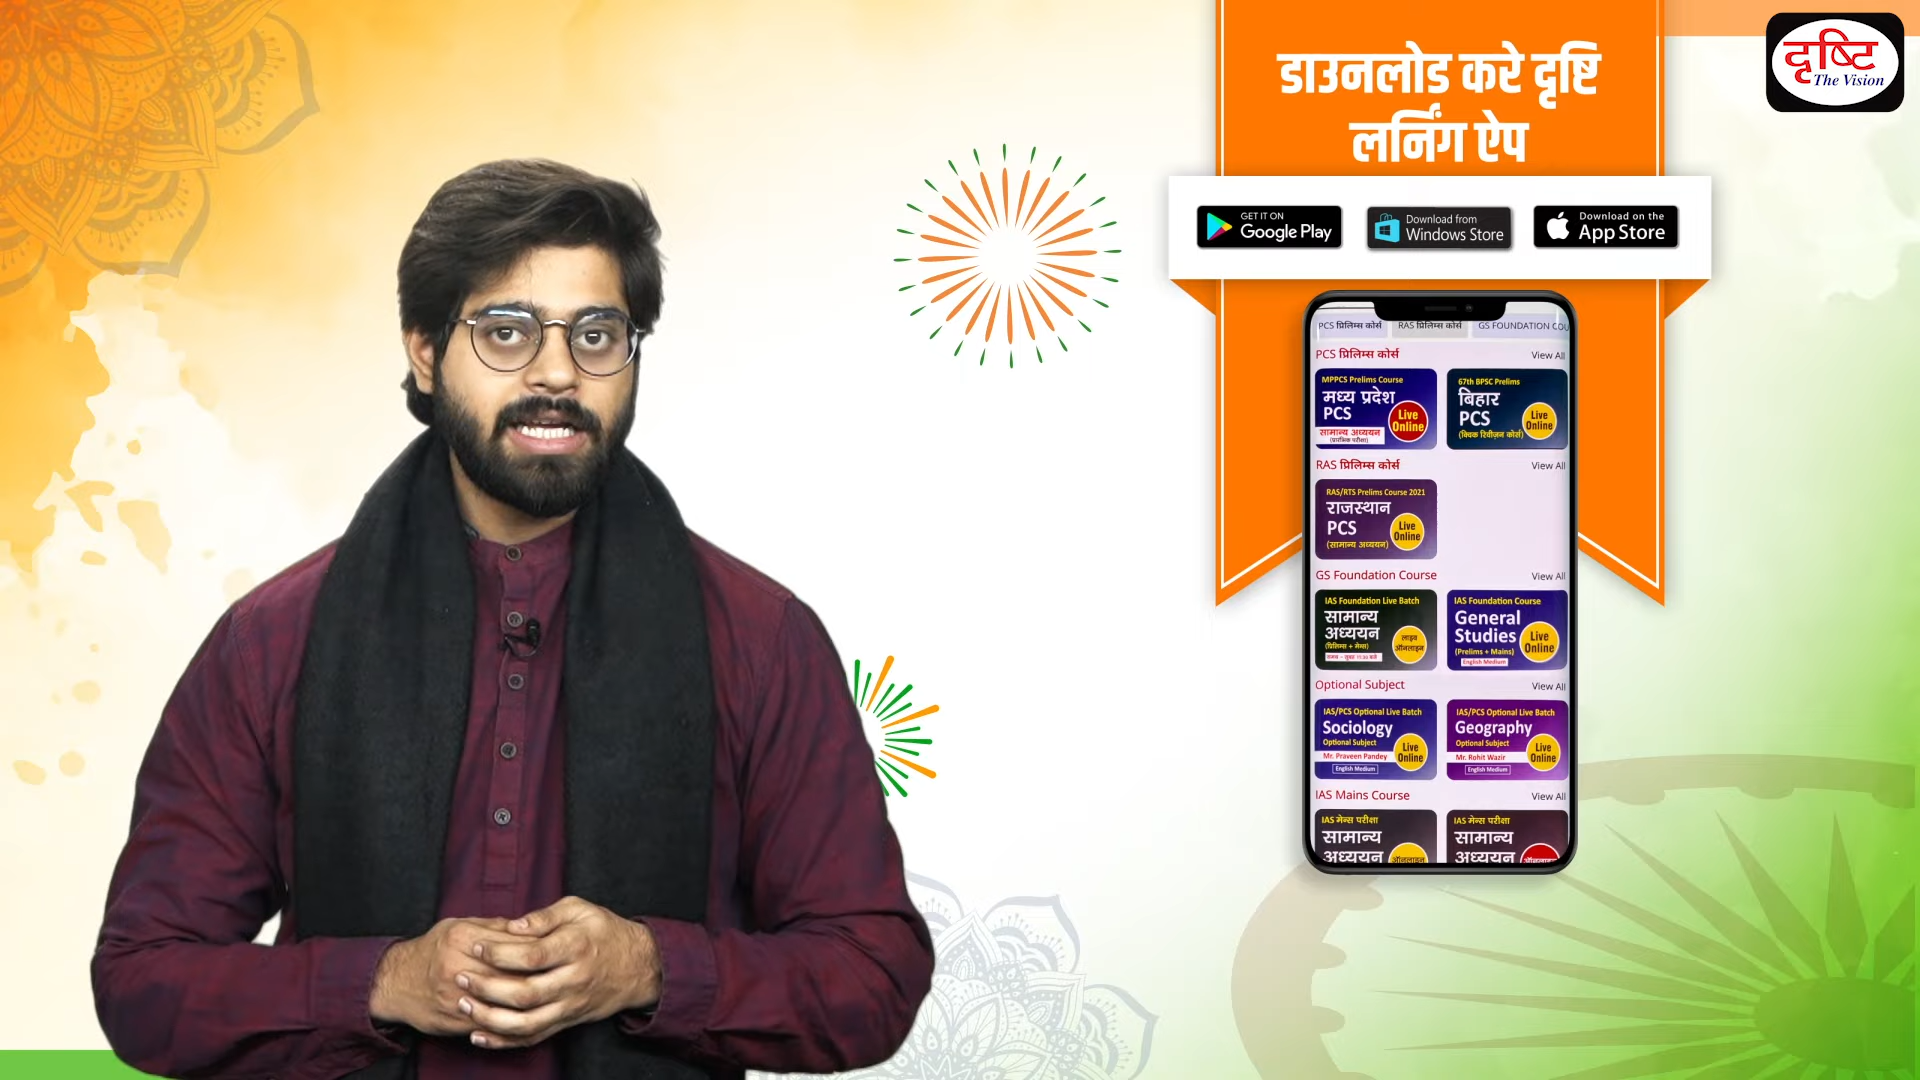 डाउनलोड करे दृष्टि
लर्निंग ऐप
दृष्टि
The Vision
GET IT ON
Google Play
Download from
Windows Store
Download on the
App Store
PCS प्रिलिम्स कोर्स
RAS प्रिलिम्स कोर्स
GS FOUNDATION COU
PCS प्रिलिम्स कोर्स
View All
MPPCS Prelims Course
मध्य प्रदेश
PCS
Live
Online
सामान्य अध्ययन
(प्रारंभिक परीक्षा)
67th BPSC Prelims
बिहार
PCS
Live
Online
(क्विक रिवीज़न कोर्स)
RAS प्रिलिम्स कोर्स
View All
RAS/RTS Prelims Course 2021
राजस्थान
PCS
Live
Online
(सामान्य अध्ययन)
GS Foundation Course
View All
IAS Foundation Live Batch
सामान्य
अध्ययन
(प्रिलिम्स + मेन्स)
लाइव
ऑनलाइन
IAS Foundation Course
General
Studies
Live
Online
(Prelims + Mains)
English Medium
Optional Subject
View All
IAS/PCS Optional Live Batch
Sociology
Optional Subject
Live
Online
Mr. Praveen Pandey
English Medium
IAS/PCS Optional Live Batch
Geography
Optional Subject
Live
Online
Mr. Rohit Wazir
English Medium
IAS Mains Course
View All
IAS मेन्स परीक्षा
सामान्य
अध्ययन
ऑनलाइन
IAS मेन्स परीक्षा
सामान्य
अध्ययन